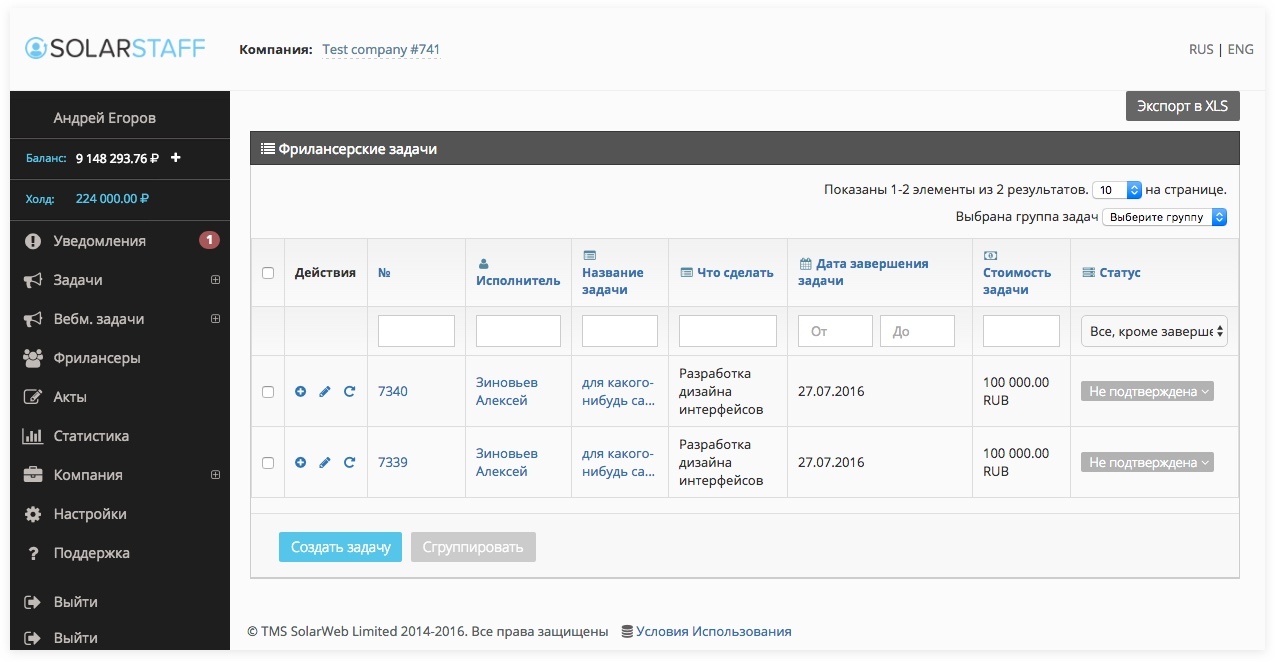 SOLARSTAFF
Компания: Test company #741
RUS | ENG
Андрей Егоров
Баланс: 9 148 293.76 ₽ +
Холд: 224 000.00 ₽
Уведомления 1
Задачи
Вебм. задачи
Фрилансеры
Акты
Статистика
Компания
Настройки
? Поддержка
Выйти
Выйти
Экспорт в XLS
Фрилансерские задачи
Показаны 1-2 элементы из 2 результатов. 10 на странице.
Выбрана группа задач Выберите группу
Действия
№
Исполнитель
Название
задачи
Что сделать
Дата завершения
задачи
Стоимость
задачи
Статус
От
До
Все, кроме заверше
7340
Зиновьев
Алексей
для какого-
нибудь са...
Разработка
дизайна
интерфейсов
27.07.2016
100 000.00
RUB
Не подтверждена
7339
Зиновьев
Алексей
для какого-
нибудь са...
Разработка
дизайна
интерфейсов
27.07.2016
100 000.00
RUB
Не подтверждена
Создать задачу
Сгруппировать
© TMS SolarWeb Limited 2014-2016. Все права защищены Условия Использования